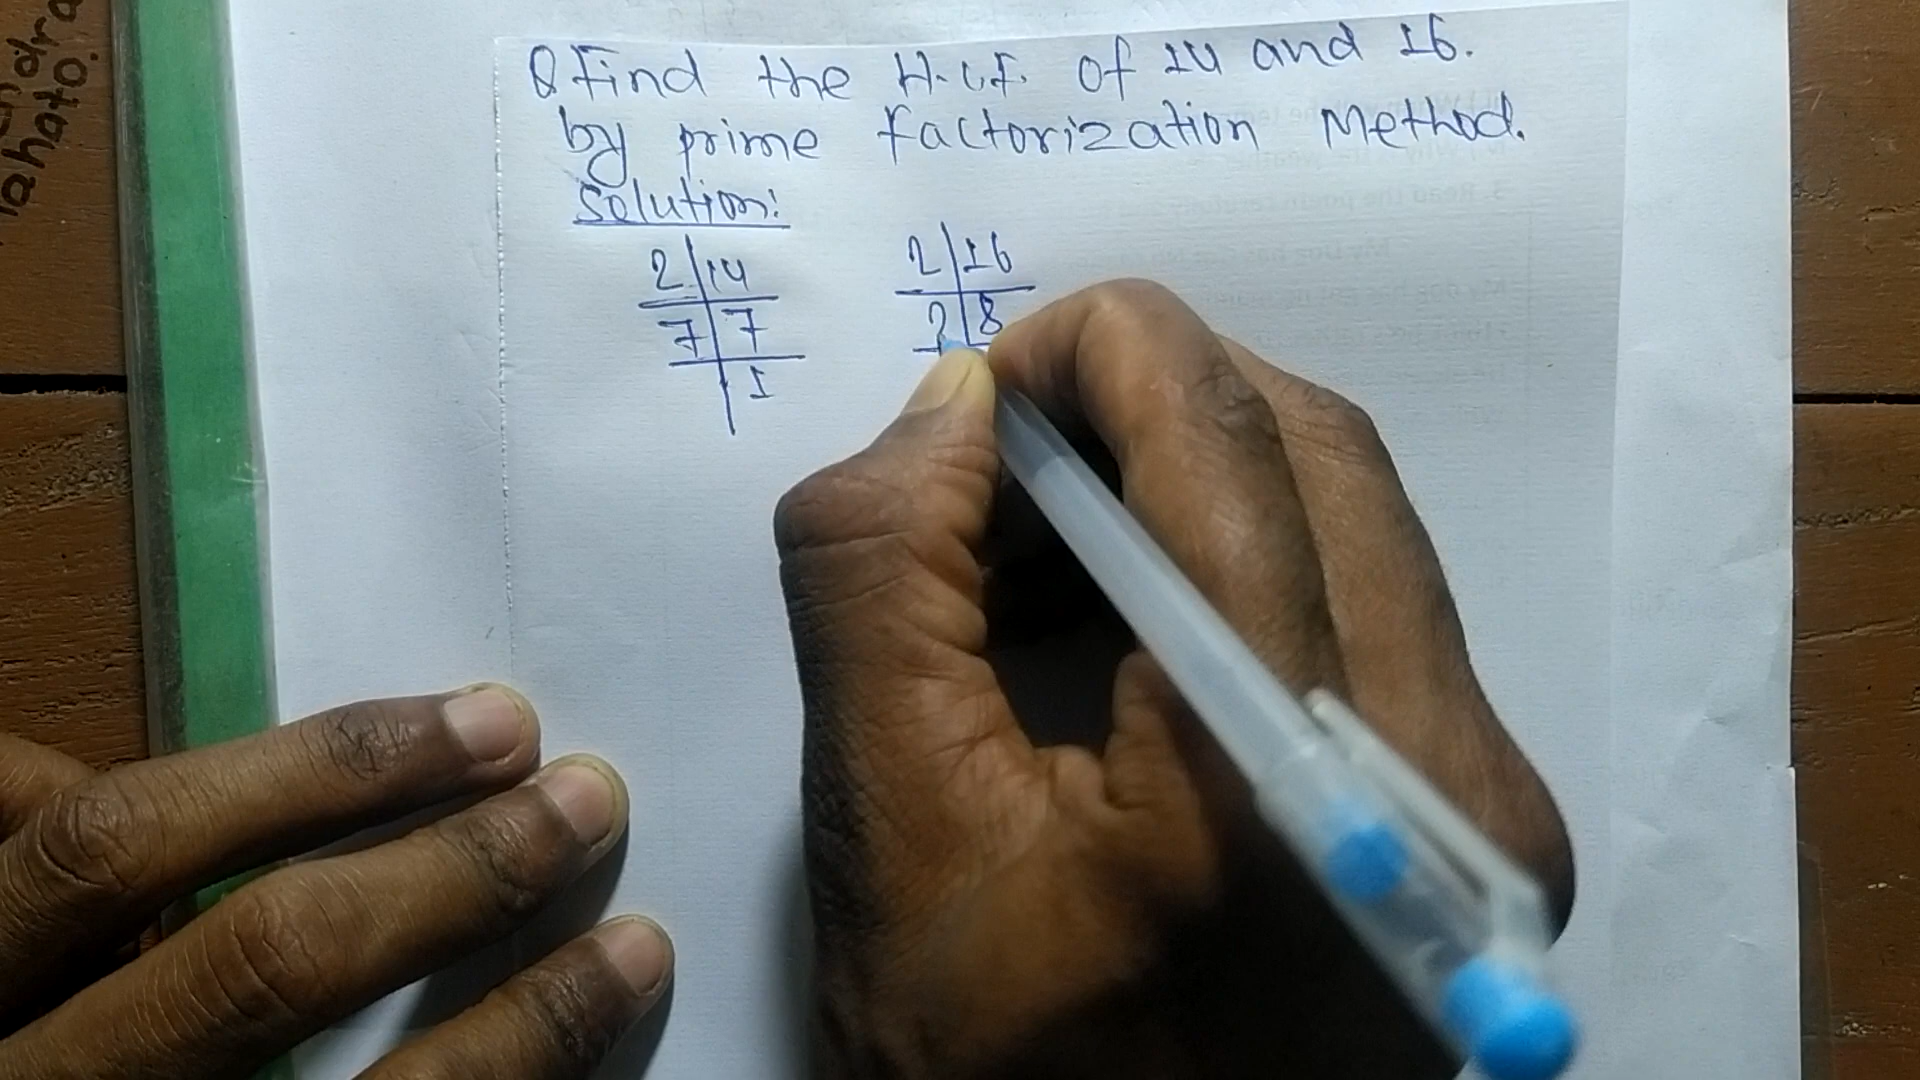 Q Find the H.C.F. of 14 and 16.
by prime factorization Method.
Solution:
2 14
7 7
1
2 16
2 8